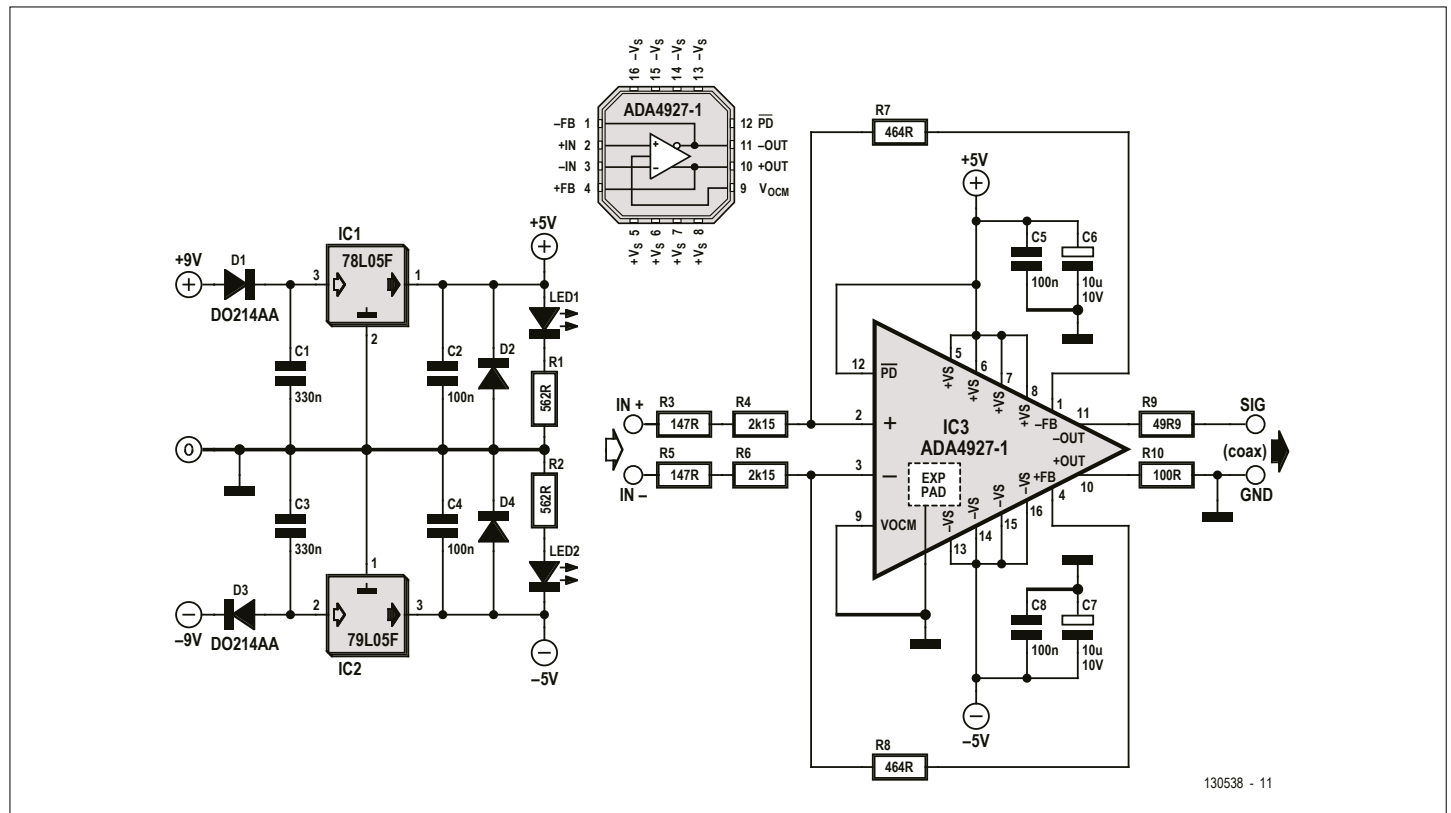 16 –VS
15 –VS
14 –VS
13 –VS
ADA4927-1
–FB 1
+IN 2
–IN 3
+FB 4
12 PD
11 –OUT
10 +OUT
9 VOCM
+
–
+VS 5
+VS 6
+VS 7
+VS 8
+9V
+
D1
DO214AA
IC1
78L05F
3
1
2
+5V
+
LED1
C1
330n
C2
100n
D2
R1
562R
0
R2
562R
C3
330n
C4
100n
D4
LED2
D3
–
–9V
DO214AA
1
2
3
79L05F
IC2
–
–5V
R7
464R
+5V
+
C5
100n
C6
10u
10V
12
PD
5
+VS
6
+VS
7
+VS
8
+VS
1
–FB
11
–OUT
R9
49R9
SIG
(coax)
IN +
R3
147R
R4
2k15
2
+
IC3
ADA4927-1
IN –
R5
147R
R6
2k15
3
–
EXP
PAD
+OUT
+FB
10
4
R10
100R
GND
9
VOCM
–VS
13
–VS
14
–VS
15
–VS
16
C8
100n
C7
10u
10V
–
–5V
R8
464R
130538 - 11